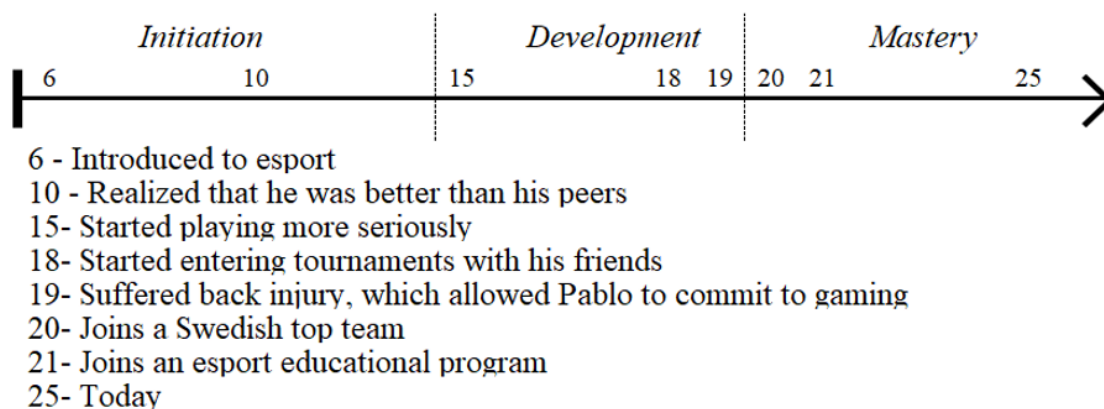 Initiation Development Mastery
6 10 15 18 19 20 21 25
6 - Introduced to esport
10 - Realized that he was better than his peers
15- Started playing more seriously
18- Started entering tournaments with his friends
19- Suffered back injury, which allowed Pablo to commit to gaming
20- Joins a Swedish top team
21- Joins an esport educational program
25- Today